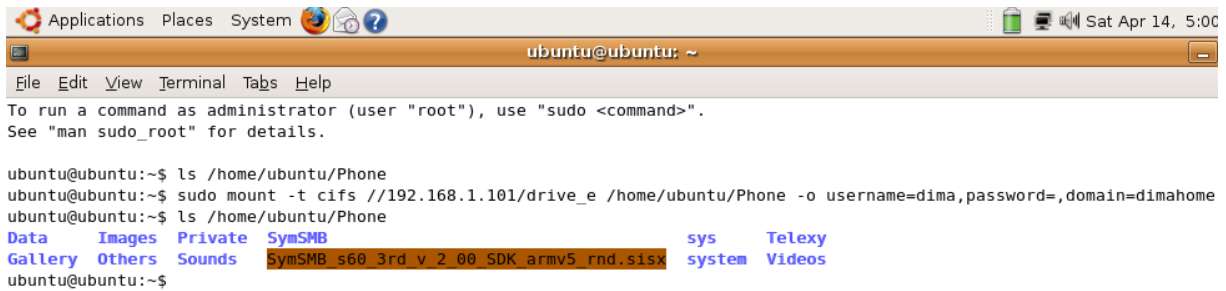 Applications Places System Sat Apr 14, 5:00
ubuntu@ubuntu: ~
File Edit View Terminal Tabs Help
To run a command as administrator (user "root"), use "sudo <command>".
See "man sudo_root" for details.
ubuntu@ubuntu:~$ ls /home/ubuntu/Phone
ubuntu@ubuntu:~$ sudo mount -t cifs //192.168.1.101/drive_e /home/ubuntu/Phone -o username=dima,password=,domain=dimahome
ubuntu@ubuntu:~$ ls /home/ubuntu/Phone
Data Images Private SymSMB sys Telexy
Gallery Others Sounds SymSMB_s60_3rd_v_2_00_SDK_armv5_rnd.sisx system Videos
ubuntu@ubuntu:~$